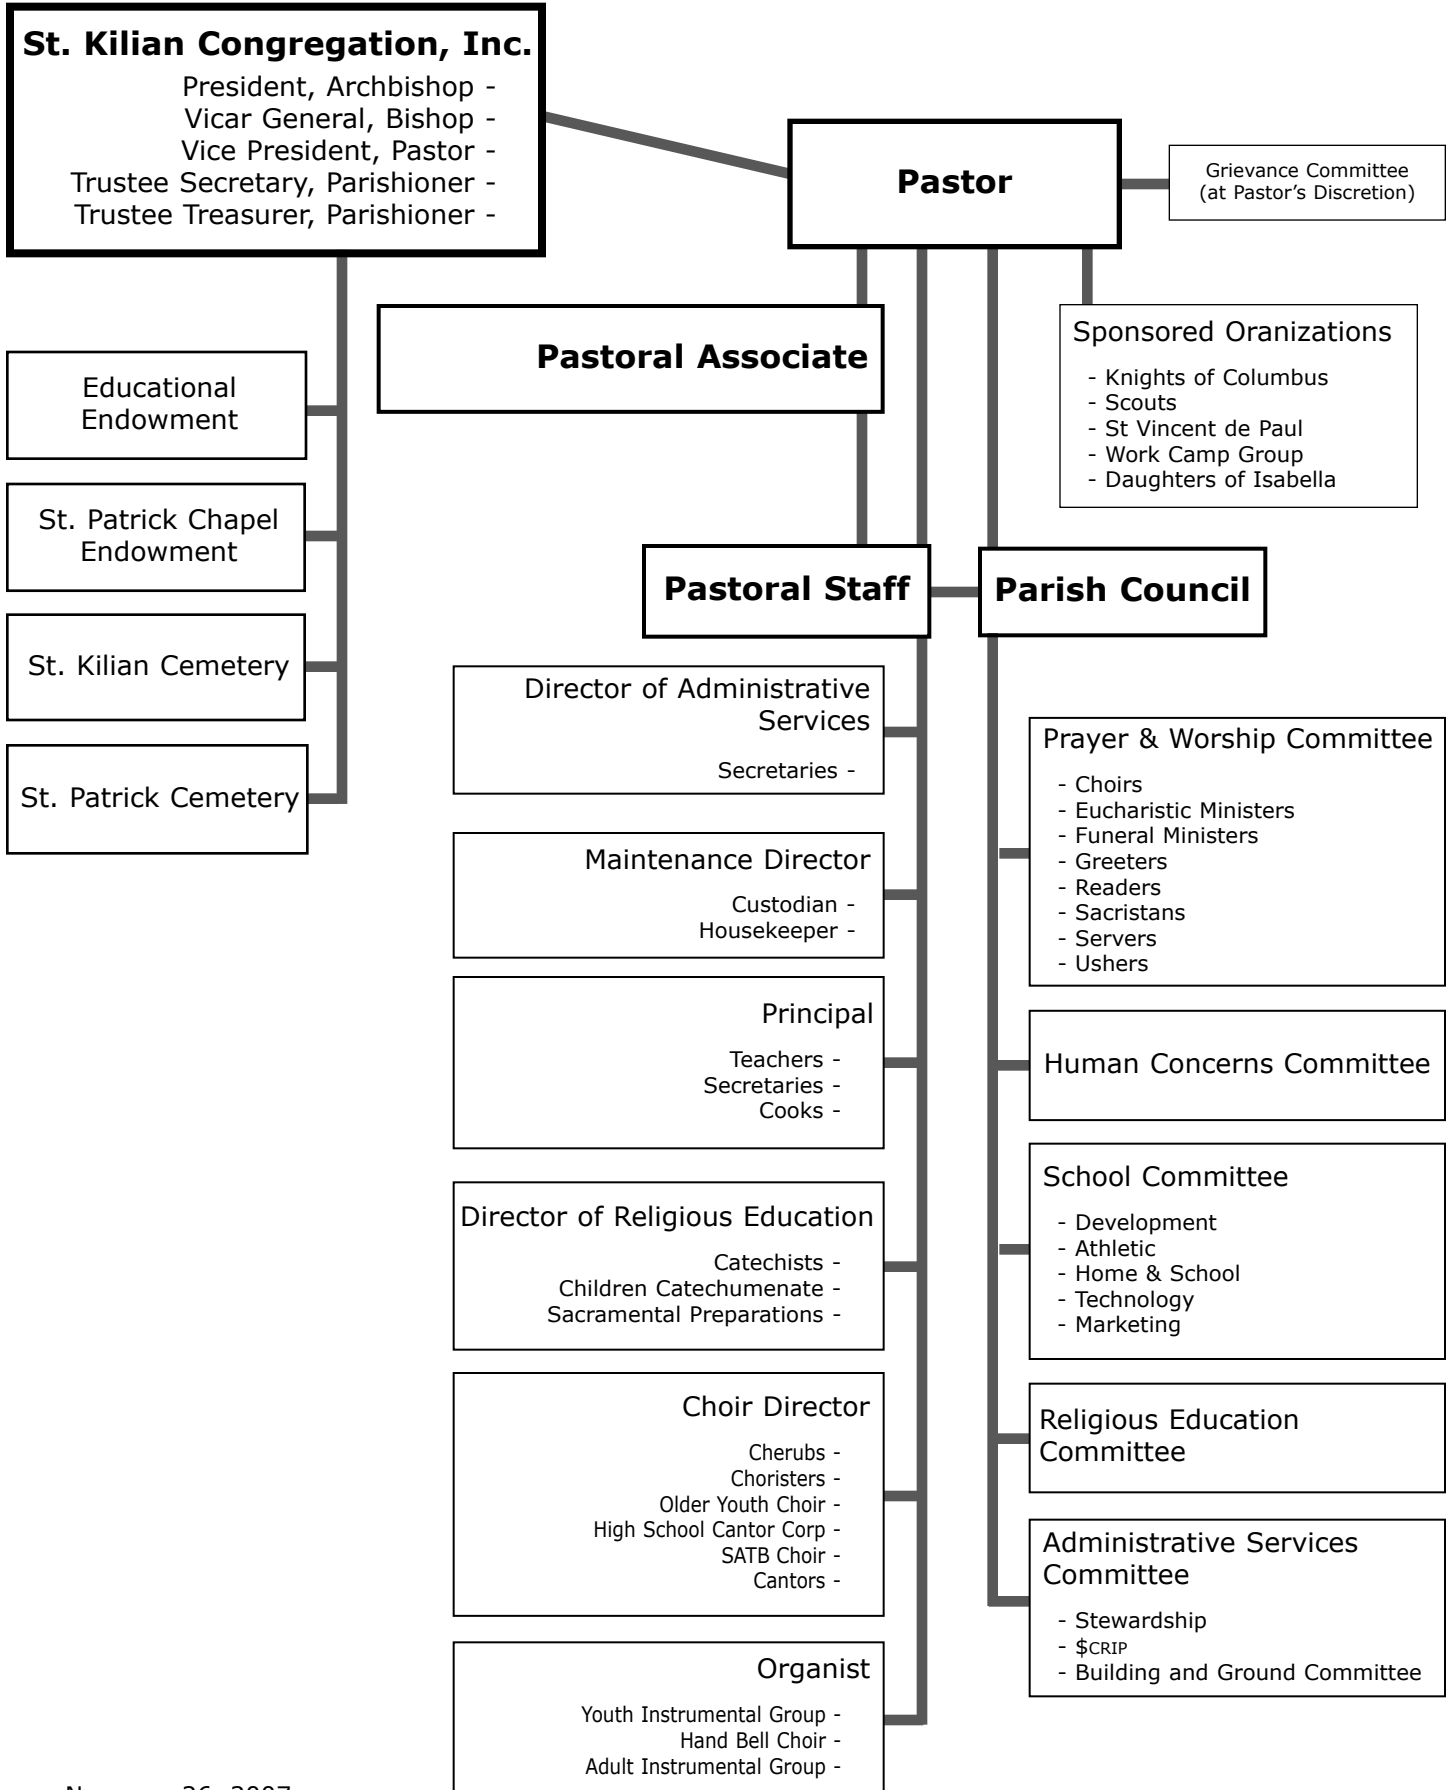 St. Kilian Congregation, Inc.
President, Archbishop -
Vicar General, Bishop -
Vice President, Pastor -
Trustee Secretary, Parishioner -
Trustee Treasurer, Parishioner -
Pastor
Grievance Committee
(at Pastor’s Discretion)
Pastoral Associate
Sponsored Oranizations
- Knights of Columbus
- Scouts
- St Vincent de Paul
- Work Camp Group
- Daughters of Isabella
Educational
Endowment
St. Patrick Chapel
Endowment
St. Kilian Cemetery
St. Patrick Cemetery
Pastoral Staff
Parish Council
Director of Administrative
Services
Secretaries -
Maintenance Director
Custodian -
Housekeeper -
Principal
Teachers -
Secretaries -
Cooks -
Director of Religious Education
Catechists -
Children Catechumenate -
Sacramental Preparations -
Choir Director
Cherubs -
Choristers -
Older Youth Choir -
High School Cantor Corp -
SATB Choir -
Cantors -
Organist
Youth Instrumental Group -
Hand Bell Choir -
Adult Instrumental Group -
Prayer & Worship Committee
- Choirs
- Eucharistic Ministers
- Funeral Ministers
- Greeters
- Readers
- Sacristans
- Servers
- Ushers
Human Concerns Committee
School Committee
- Development
- Athletic
- Home & School
- Technology
- Marketing
Religious Education
Committee
Administrative Services
Committee
- Stewardship
- $CRIP
- Building and Ground Committee
26, 2007